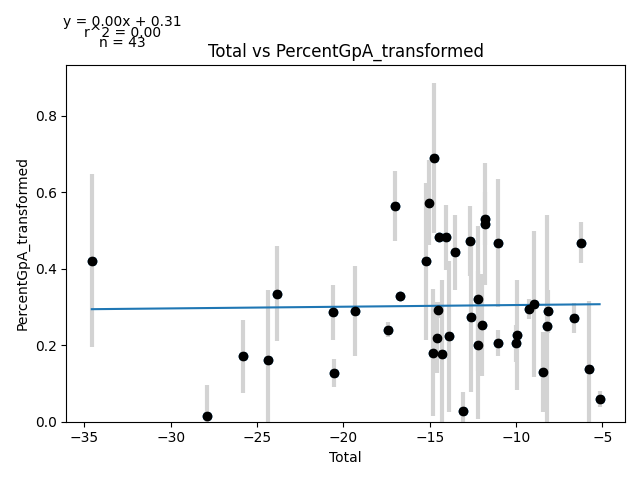 y = 0.00x + 0.31
r^2 = 0.00
n = 43
Total vs PercentGpA_transformed
PercentGpA_transformed
0.8
0.6
0.4
0.2
0.0
−35
−30
−25
−20
−15
−10
−5
Total